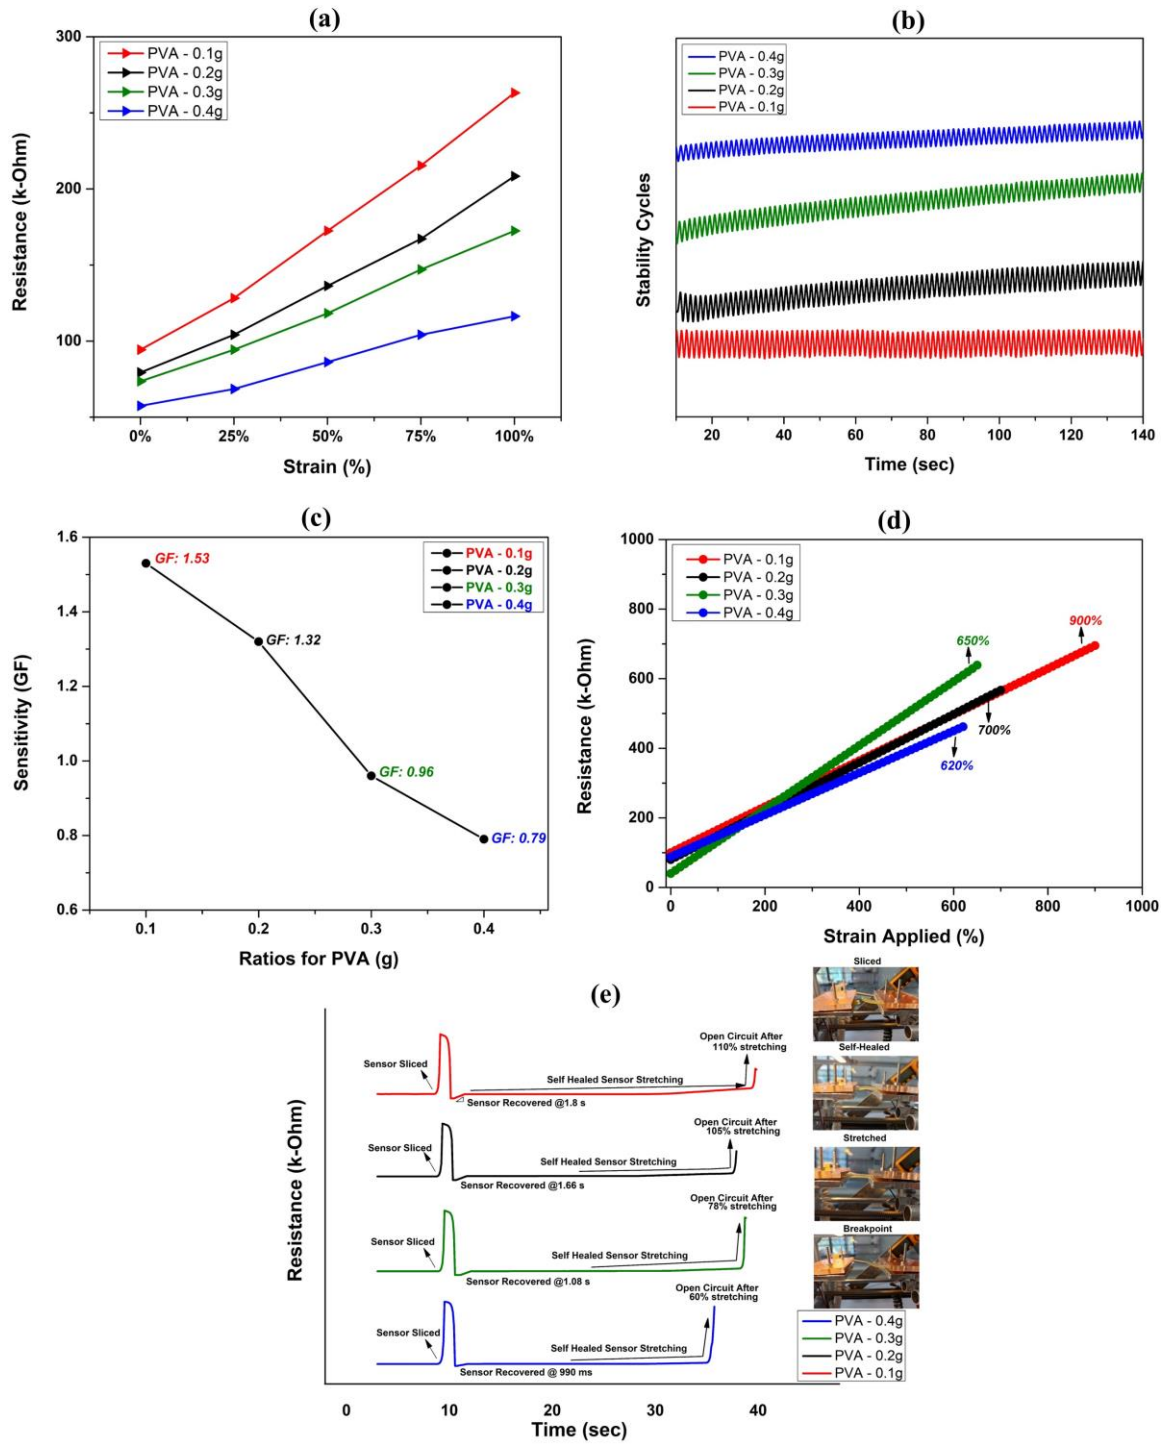 (a)
300
200
100
PVA - 0.1g
PVA - 0.2g
PVA - 0.3g
PVA - 0.4g
Resistance (k-Ohm)
0% 25% 50% 75% 100%
Strain (%)
(b)
PVA - 0.4g
PVA - 0.3g
PVA - 0.2g
PVA - 0.1g
Stability Cycles
20 40 60 80 100 120 140
Time (sec)
(c)
1.6
1.4
1.2
1.0
0.8
0.6
GF: 1.53
GF: 1.32
GF: 0.96
GF: 0.79
PVA - 0.1g
PVA - 0.2g
PVA - 0.3g
PVA - 0.4g
Sensitivity (GF)
0.1 0.2 0.3 0.4
Ratios for PVA (g)
(d)
1000
800
600
400
200
0
PVA - 0.1g
PVA - 0.2g
PVA - 0.3g
PVA - 0.4g
650%
900%
700%
620%
Resistance (k-Ohm)
0 200 400 600 800 1000
Strain Applied (%)
(e)
Sensor Sliced
Sensor Recovered @1.8 s
Self Healed Sensor Stretching
Open Circuit After
110% stretching
Sensor Sliced
Sensor Recovered @1.66 s
Self Healed Sensor Stretching
Open Circuit After
105% stretching
Sensor Sliced
Sensor Recovered @1.08 s
Self Healed Sensor Stretching
Open Circuit After
78% stretching
Sensor Sliced
Sensor Recovered @ 990 ms
Self Healed Sensor Stretching
Open Circuit After
60% stretching
Resistance (k-Ohm)
0 10 20 30 40
Time (sec)
Sliced
Self-Healed
Stretched
Breakpoint
PVA - 0.4g
PVA - 0.3g
PVA - 0.2g
PVA - 0.1g